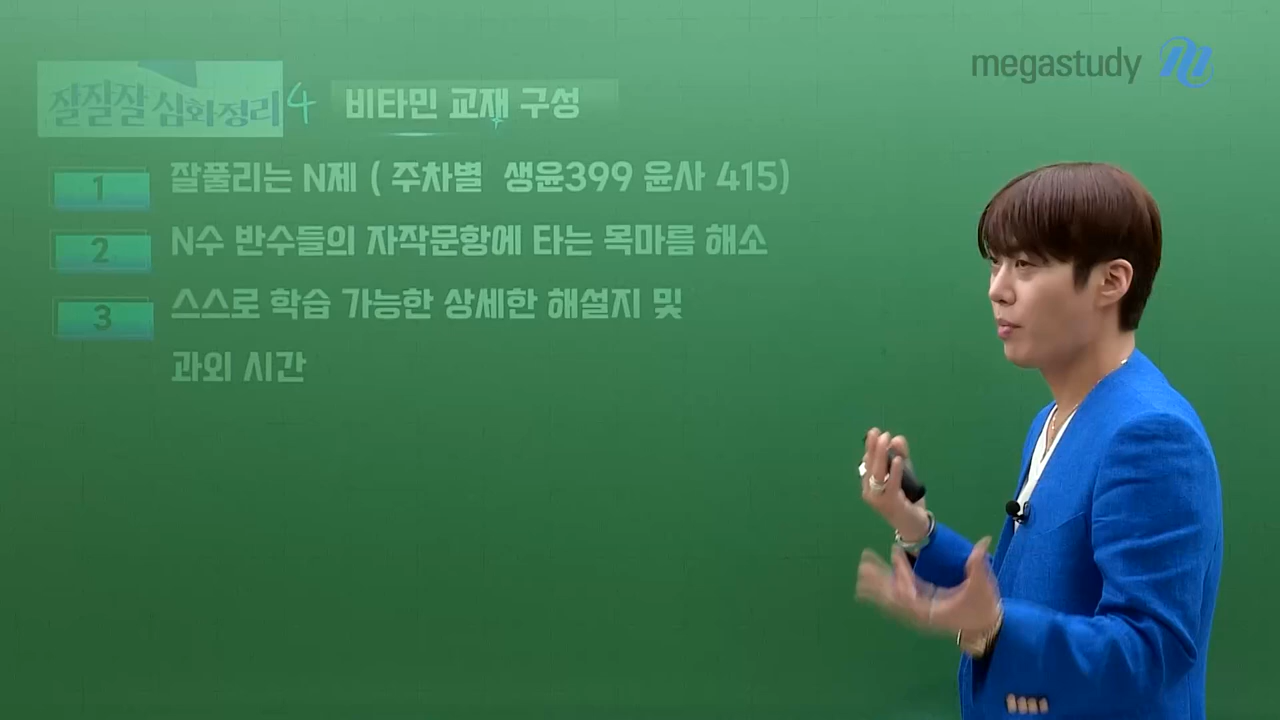 megastudy
잘잘잘 심화정리 4 비타민 교재 구성
1 잘풀리는 N제 ( 주차별 생윤399 윤사 415)
2 N수 반수들의 자작문항에 타는 목마름 해소
3 스스로 학습 가능한 상세한 해설지 및
과외 시간